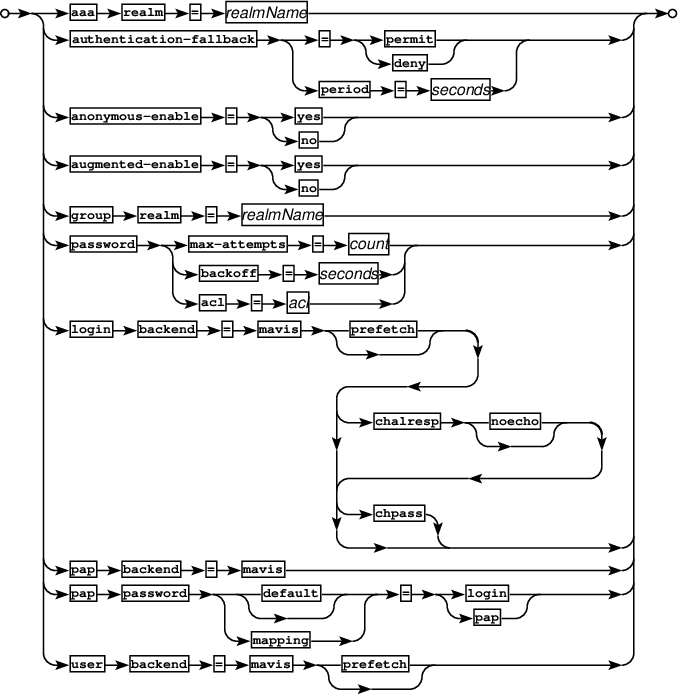 aaa realm = realmName
authentication-fallback = permit
deny
period = seconds
anonymous-enable = yes
no
augmented-enable = yes
no
group realm = realmName
password max-attempts = count
backoff = seconds
acl = acl
login backend = mavis prefetch
chalresp noecho
chpass
pap backend = mavis
pap password default = login
pap
mapping
user backend = mavis prefetch